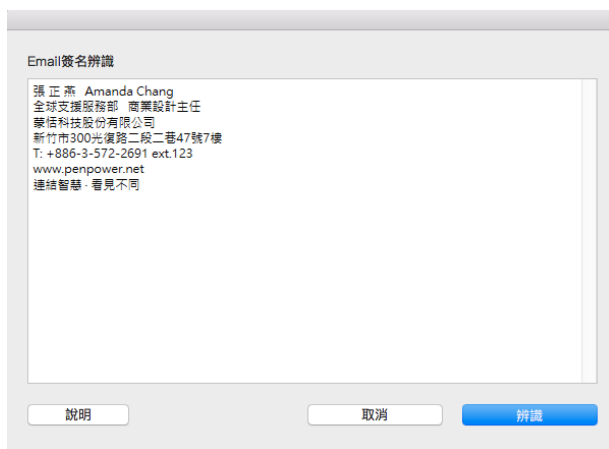 Email簽名辨識
張 正 燕 Amanda Chang
全球支援服務部 商業設計主任
蒙恬科技股份有限公司
新竹市300光復路二段二巷47號7樓
T: +886-3-572-2691 ext.123
www.penpower.net
連結智慧 · 看見不同
說明
取消
辨識